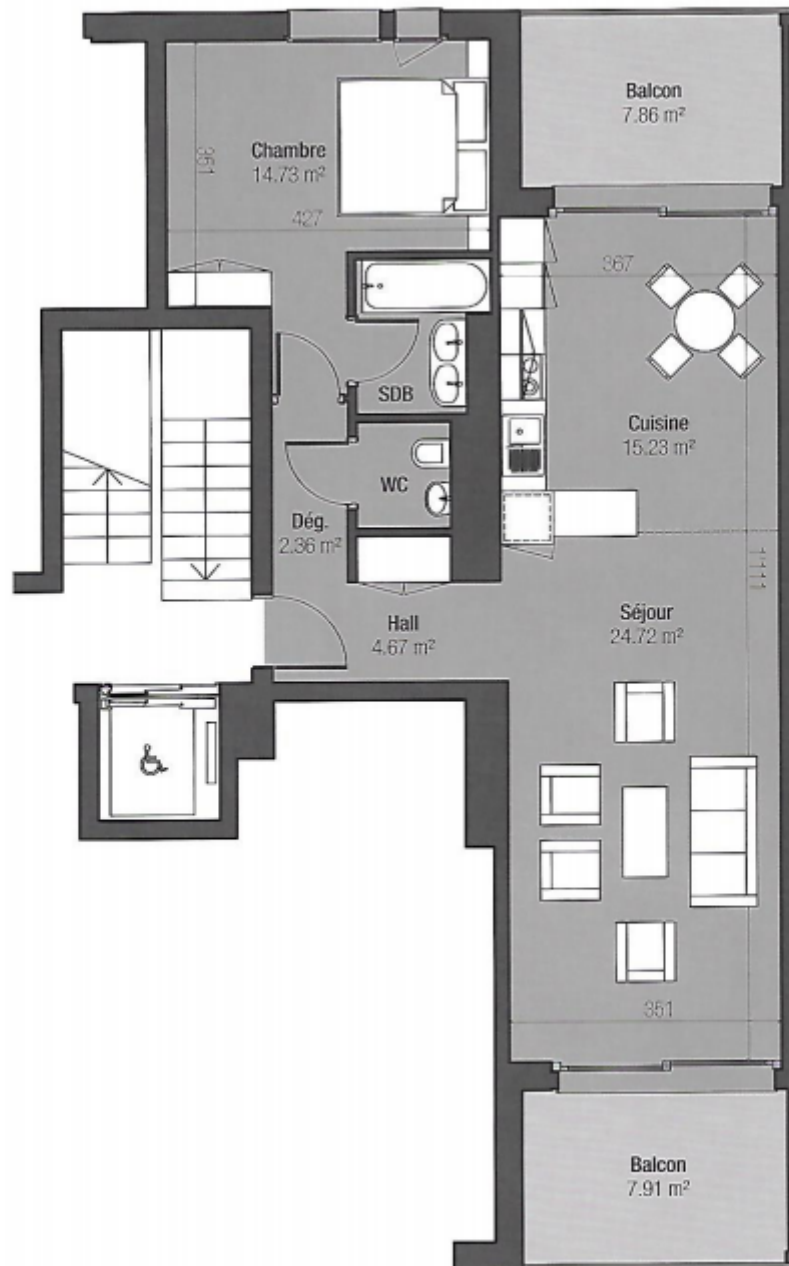 Balcon
7.86 m²
Chambre
14.73 m²
351
427
367
Cuisine
15.23 m²
SDB
WC
Dég.
2.36 m²
1111
Hall
4.67 m²
Séjour
24.72 m²
351
Balcon
7.91 m²